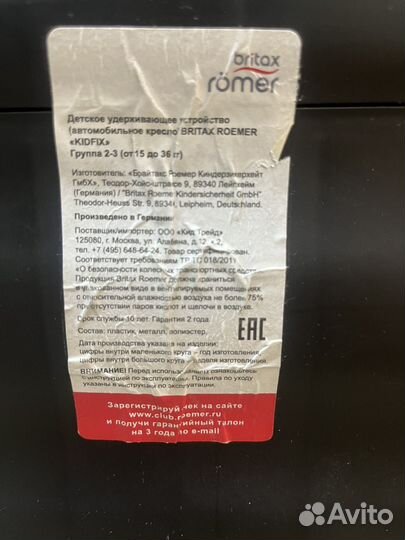 britax
römer
Детское удерживающее устройство
(автомобильное кресло) BRITAX ROEMER
«KIDFIX»
Группа 2-3 (от 15 до 36 кг)
Изготовитель: «Брайтакс Роемер Киндерзихерхейт
ГмбХ», Теодор-Хойс-штрасе 9, 89340 Лейпхейм
(Германия) / "Britax Roemer Kindersicherheit GmbH"
Theodor-Heuss Str. 9, 89340, Leipheim, Deutschland.
Произведено в Германии
Поставщик/импортер: ООО «Кид Трейд»
125080, г. Москва, ул. Алабяна, д.12, к.2,
тел. +7 (495) 648-64-24. Товар сертифицирован.
Соответствует требованиям ТР ТС 018/2011
«О безопасности колесных транспортных средств»
Продукция Britax Roemer должна храниться
в упакованном виде в вентилируемых помещениях
с относительной влажностью воздуха не более 75%
при отсутствии паров кислот и щелочи в воздухе.
Срок службы 10 лет. Гарантия 2 года.
Состав: пластик, металл, полиэстер.
Дата производства указана на изделии:
цифры внутри маленького круга – год изготовления,
цифры внутри большого круга – неделя изготовления.
ВНИМАНИЕ! Перед использованием ознакомьтесь
с инструкцией по эксплуатации. Правила по уходу
указаны в инструкции по эксплуатации.
EAC
Зарегистрируй чек на сайте
www.club.roemer.ru
и получи гарантийный талон
на 3 года по e-mail
Avito